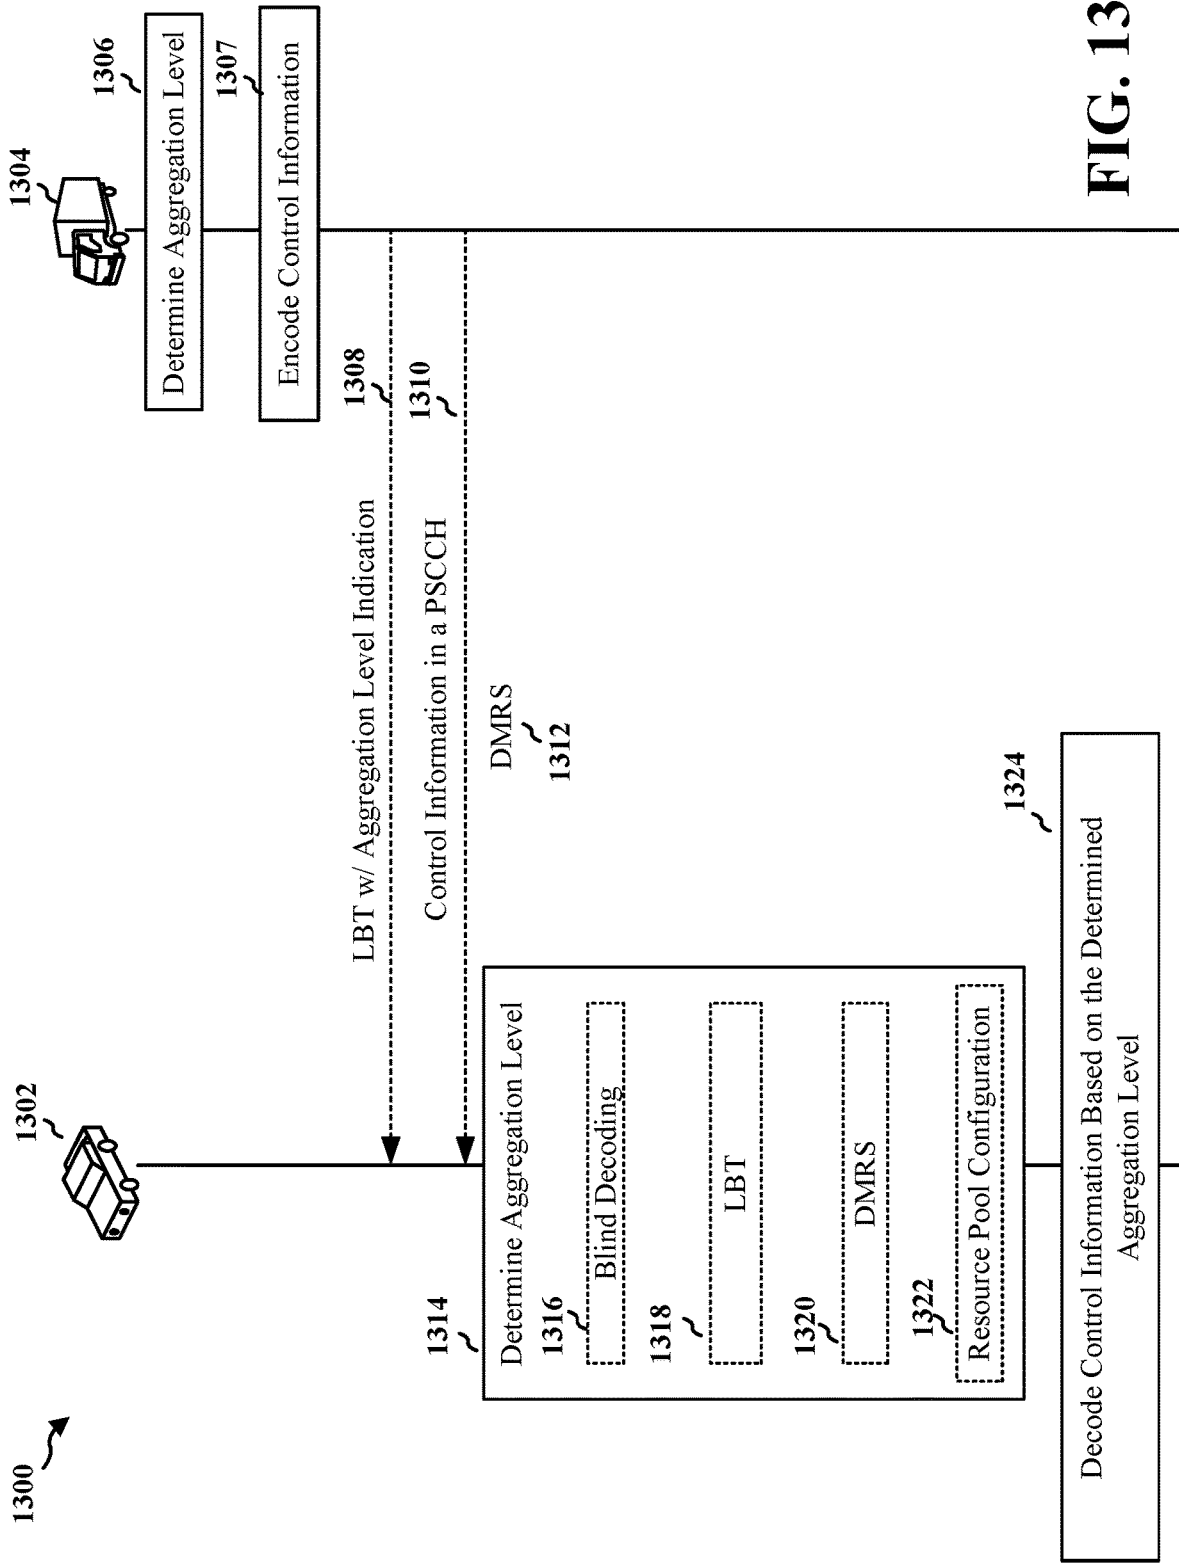 1300
1302
1304
Determine Aggregation Level
1306
Encode Control Information
1307
LBT w/ Aggregation Level Indication
1308
Control Information in a PSCCH
1310
DMRS
1312
1314
Determine Aggregation Level
1316
Blind Decoding
1318
LBT
1320
DMRS
1322
Resource Pool Configuration
1324
Decode Control Information Based on the Determined
Aggregation Level
FIG. 13